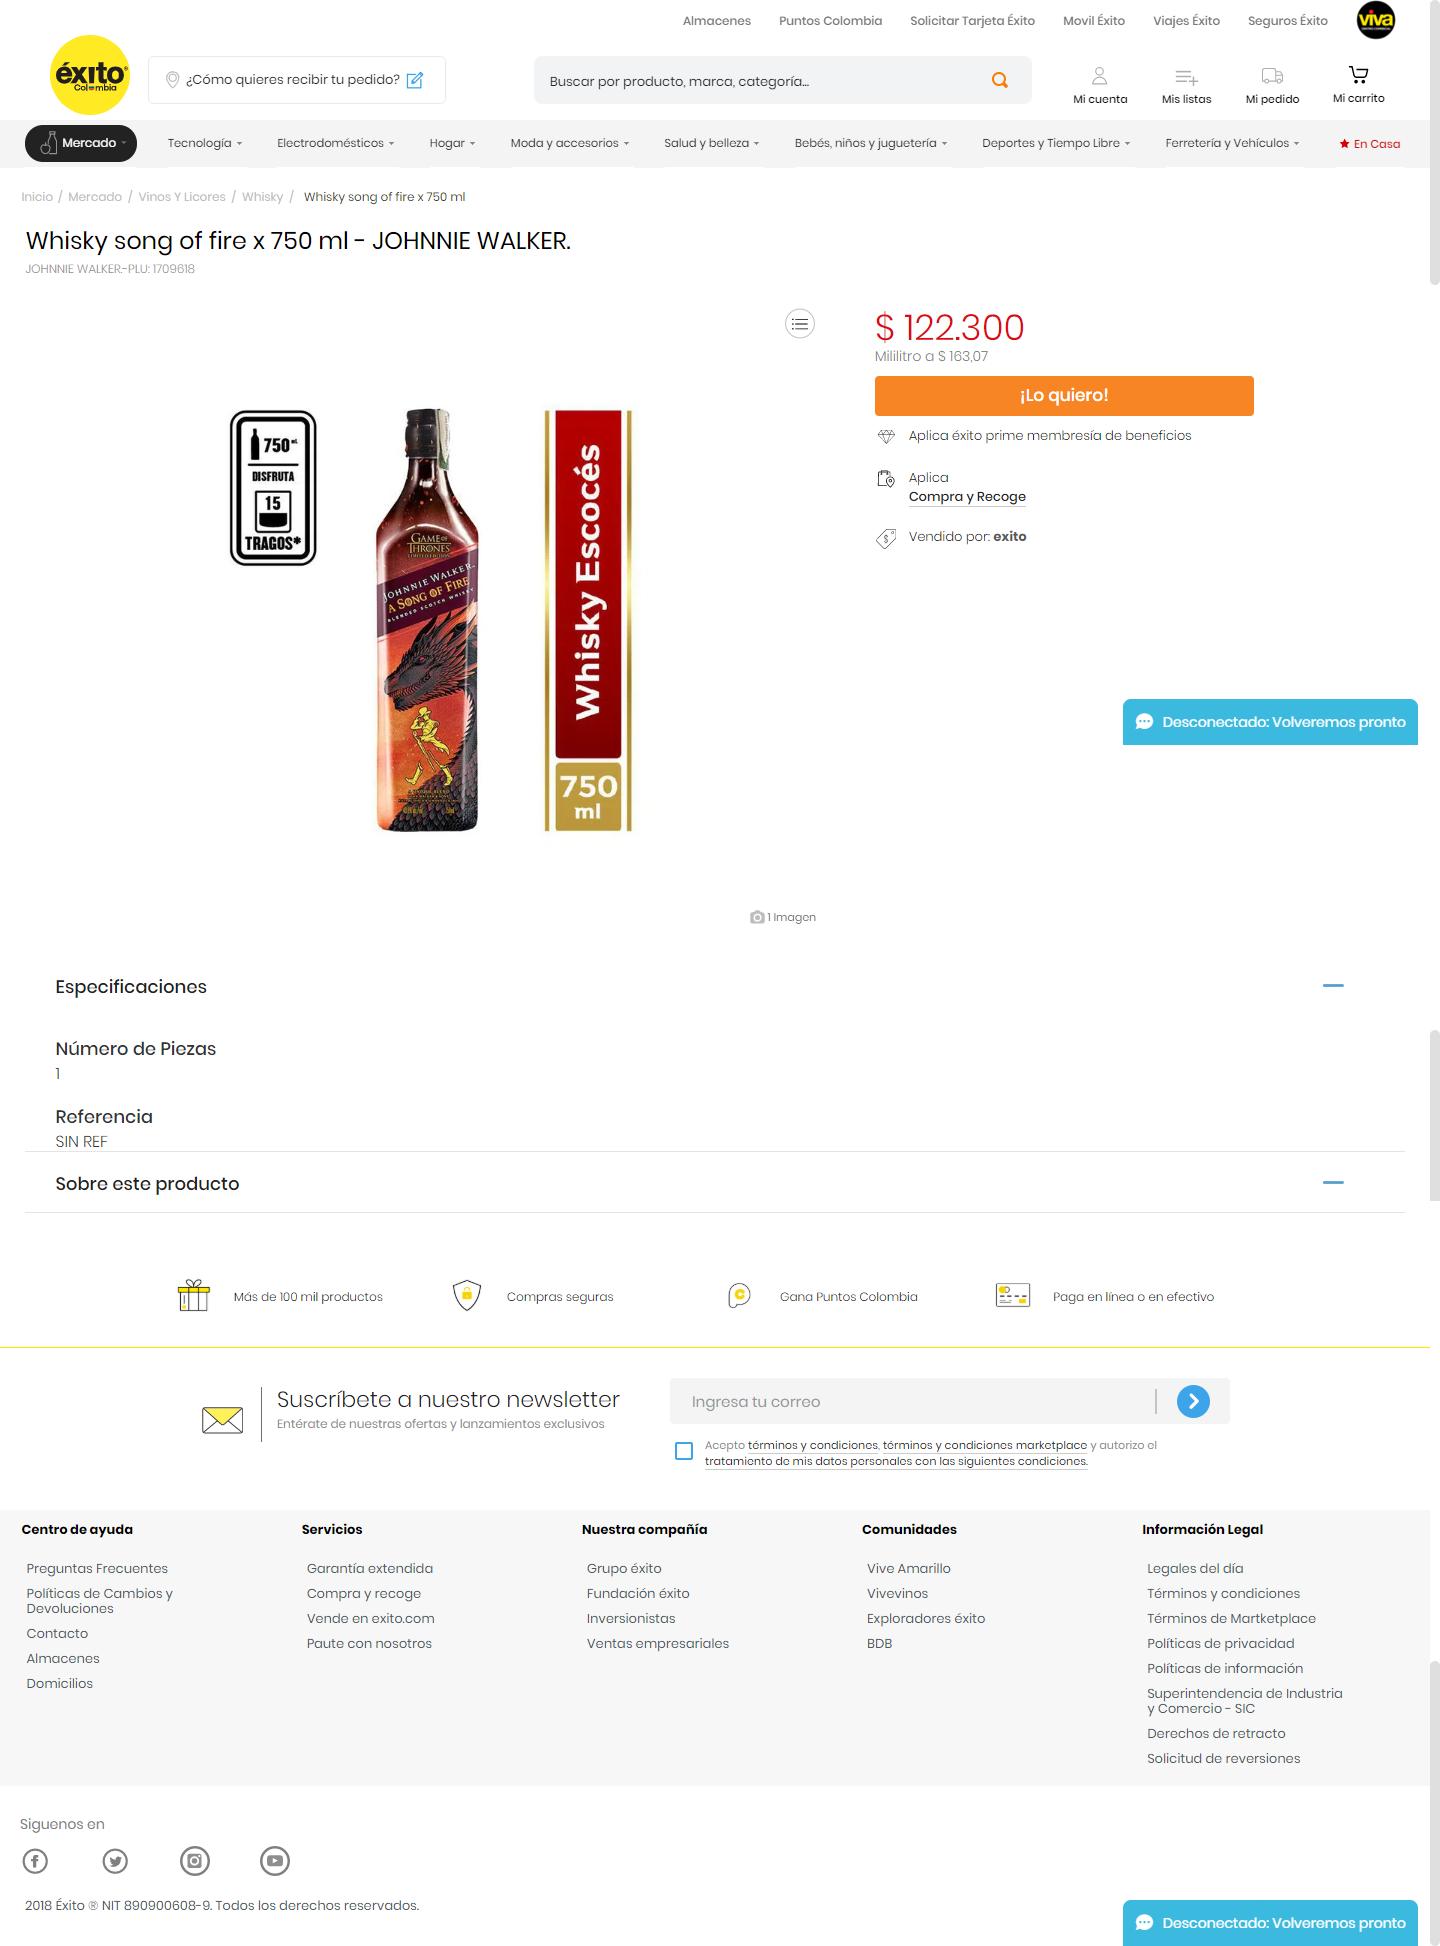 Almacenes Puntos Colombia Solicitar Tarjeta Éxito Movil Éxito Viajes Éxito Seguros Éxito viva
éxito
Colombia
¿Cómo quieres recibir tu pedido?
Buscar por producto, marca, categoría...
Mi cuenta Mis listas Mi pedido Mi carrito
Mercado Tecnología Electrodomésticos Hogar Moda y accesorios Salud y belleza Bebés, niños y juguetería Deportes y Tiempo Libre Ferretería y Vehículos En Casa
Inicio / Mercado / Vinos Y Licores / Whisky / Whisky song of fire x 750 ml
Whisky song of fire x 750 ml - JOHNNIE WALKER.
JOHNNIE WALKER.-PLU: 1709618
$ 122.300
Mililitro a $ 163,07
¡Lo quiero!
Aplica éxito prime membresía de beneficios
Aplica
Compra y Recoge
Vendido por: exito
750 ml
DISFRUTA
15
TRAGOS*
GAME OF
THRONES
LIMITED EDITION
JOHNNIE WALKER.
A SONG OF FIRE
BLENDED SCOTCH WHISKY
Whisky Escocés
750
ml
Desconectado: Volveremos pronto
1 Imagen
Especificaciones
Número de Piezas
1
Referencia
SIN REF
Sobre este producto
Más de 100 mil productos Compras seguras Gana Puntos Colombia Paga en línea o en efectivo
Suscríbete a nuestro newsletter
Entérate de nuestras ofertas y lanzamientos exclusivos
Ingresa tu correo
Acepto términos y condiciones, términos y condiciones marketplace y autorizo el
tratamiento de mis datos personales con las siguientes condiciones.
Centro de ayuda
Preguntas Frecuentes
Políticas de Cambios y
Devoluciones
Contacto
Almacenes
Domicilios
Servicios
Garantía extendida
Compra y recoge
Vende en exito.com
Paute con nosotros
Nuestra compañía
Grupo éxito
Fundación éxito
Inversionistas
Ventas empresariales
Comunidades
Vive Amarillo
Vivevinos
Exploradores éxito
BDB
Información Legal
Legales del día
Términos y condiciones
Términos de Martketplace
Políticas de privacidad
Políticas de información
Superintendencia de Industria
y Comercio - SIC
Derechos de retracto
Solicitud de reversiones
Siguenos en
2018 Éxito ® NIT 890900608-9. Todos los derechos reservados.
Desconectado: Volveremos pronto